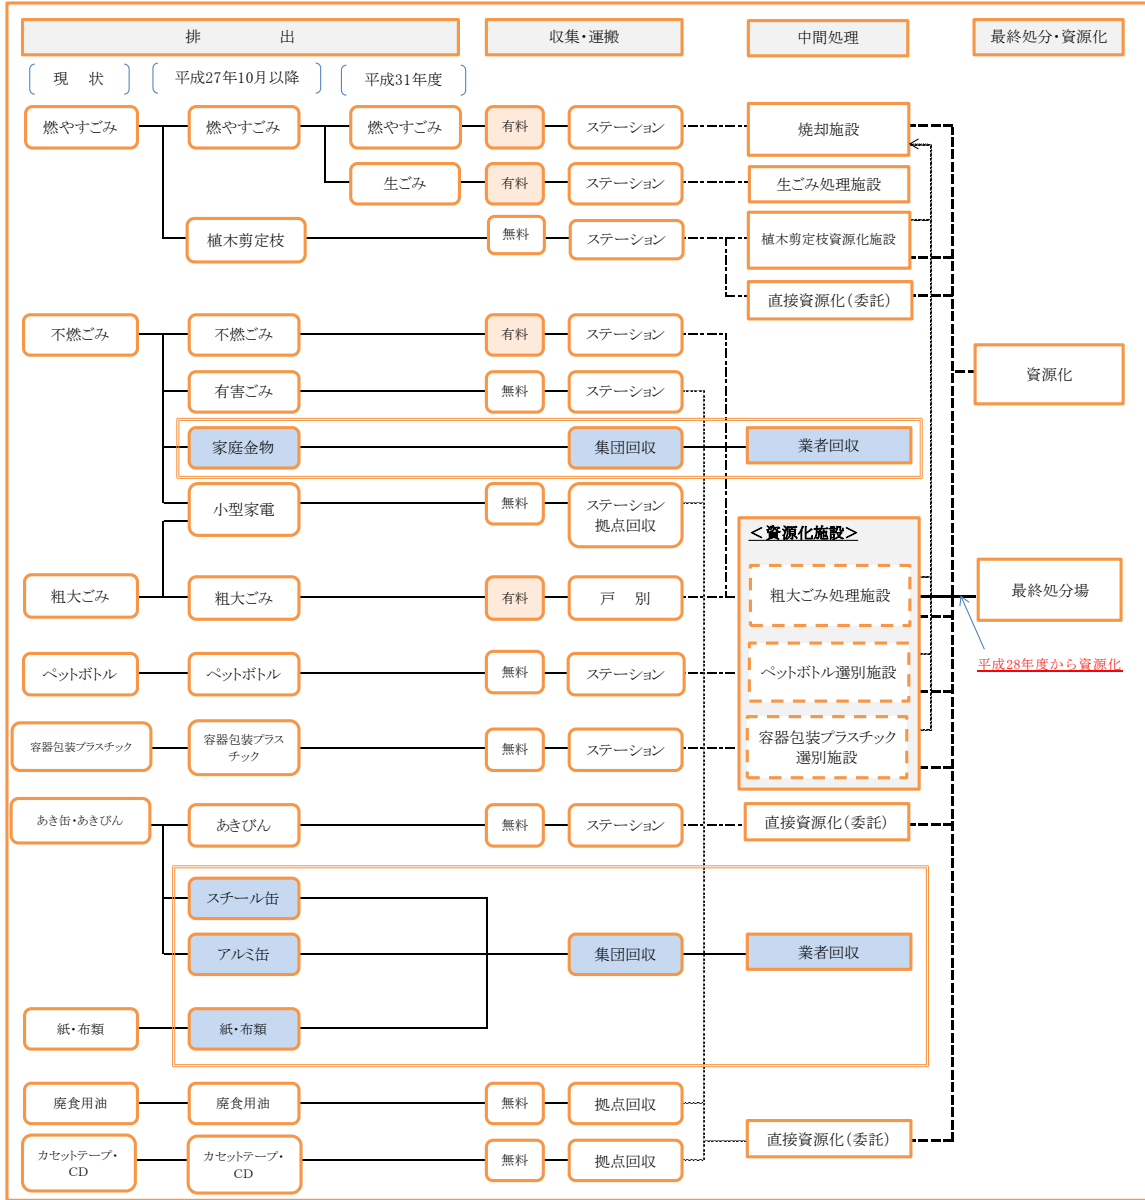 排　出
収集・運搬
中間処理
最終処分・資源化
現　状
平成27年10月以降
平成31年度
燃やすごみ
燃やすごみ
燃やすごみ
有料
ステーション
焼却施設
生ごみ
有料
ステーション
生ごみ処理施設
植木剪定枝
無料
ステーション
植木剪定枝資源化施設
直接資源化（委託）
不燃ごみ
不燃ごみ
有料
ステーション
資源化
有害ごみ
無料
ステーション
家庭金物
集団回収
業者回収
小型家電
無料
ステーション
拠点回収
＜資源化施設＞
粗大ごみ
粗大ごみ
有料
戸　別
粗大ごみ処理施設
最終処分場
平成28年度から資源化
ペットボトル
ペットボトル
無料
ステーション
ペットボトル選別施設
容器包装プラスチック
容器包装プラス
チック
無料
ステーション
容器包装プラスチック
選別施設
あき缶・あきびん
あきびん
無料
ステーション
直接資源化（委託）
スチール缶
アルミ缶
集団回収
業者回収
紙・布類
紙・布類
廃食用油
廃食用油
無料
拠点回収
直接資源化（委託）
カセットテープ・
CD
カセットテープ・
CD
無料
拠点回収